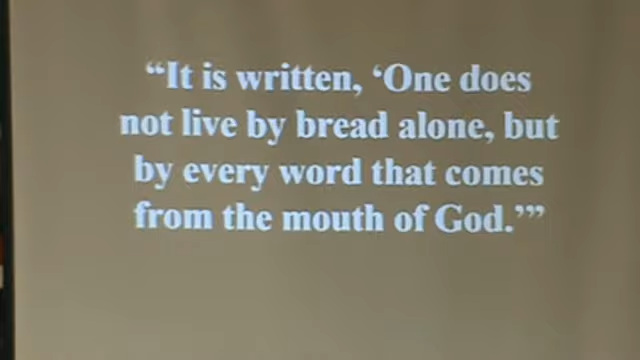 “It is written, ‘One does
not live by bread alone, but
by every word that comes
from the mouth of God.’”